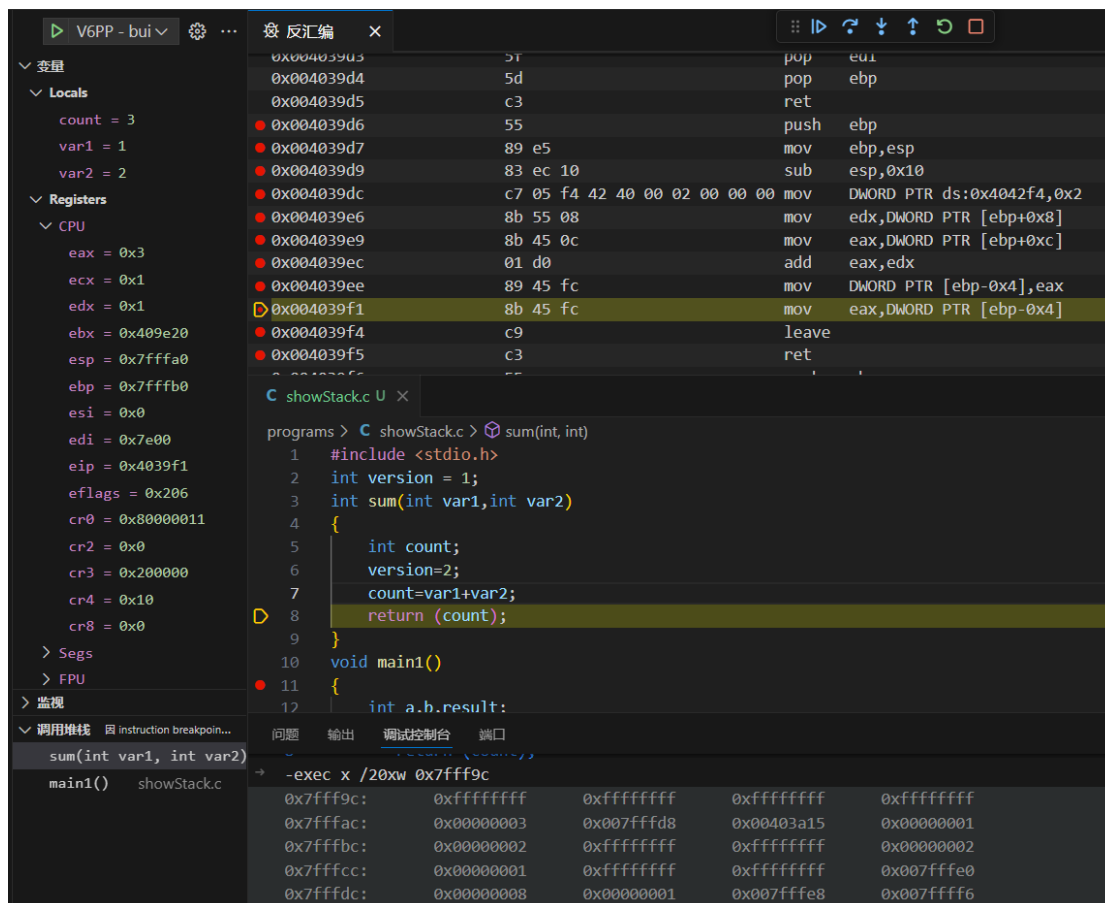 V6PP - bui
反汇编
变量
Locals
count = 3
var1 = 1
var2 = 2
Registers
CPU
eax = 0x3
ecx = 0x1
edx = 0x1
ebx = 0x409e20
esp = 0x7fffa0
ebp = 0x7fffb0
esi = 0x0
edi = 0x7e00
eip = 0x4039f1
eflags = 0x206
cr0 = 0x80000011
cr2 = 0x0
cr3 = 0x200000
cr4 = 0x10
cr8 = 0x0
Segs
FPU
监视
调用堆栈 因 instruction breakpoin...
sum(int var1, int var2)
main1() showStack.c
0x004039d3 5f pop edi
0x004039d4 5d pop ebp
0x004039d5 c3 ret
0x004039d6 55 push ebp
0x004039d7 89 e5 mov ebp,esp
0x004039d9 83 ec 10 sub esp,0x10
0x004039dc c7 05 f4 42 40 00 02 00 00 00 mov DWORD PTR ds:0x4042f4,0x2
0x004039e6 8b 55 08 mov edx,DWORD PTR [ebp+0x8]
0x004039e9 8b 45 0c mov eax,DWORD PTR [ebp+0xc]
0x004039ec 01 d0 add eax,edx
0x004039ee 89 45 fc mov DWORD PTR [ebp-0x4],eax
0x004039f1 8b 45 fc mov eax,DWORD PTR [ebp-0x4]
0x004039f4 c9 leave
0x004039f5 c3 ret
C showStack.c U
programs > C showStack.c > sum(int, int)
1 #include <stdio.h>
2 int version = 1;
3 int sum(int var1,int var2)
4 {
5 int count;
6 version=2;
7 count=var1+var2;
8 return (count);
9 }
10 void main1()
11 {
12 int a,b,result;
问题 输出 调试控制台 端口
-exec x /20xw 0x7fff9c
0x7fff9c: 0xffffffff 0xffffffff 0xffffffff 0xffffffff
0x7fffac: 0x00000003 0x007fffd8 0x00403a15 0x00000001
0x7fffbc: 0x00000002 0xffffffff 0xffffffff 0x00000002
0x7fffcc: 0x00000001 0xffffffff 0xffffffff 0x007fffe0
0x7fffdc: 0x00000008 0x00000001 0x007fffe8 0x007ffff6